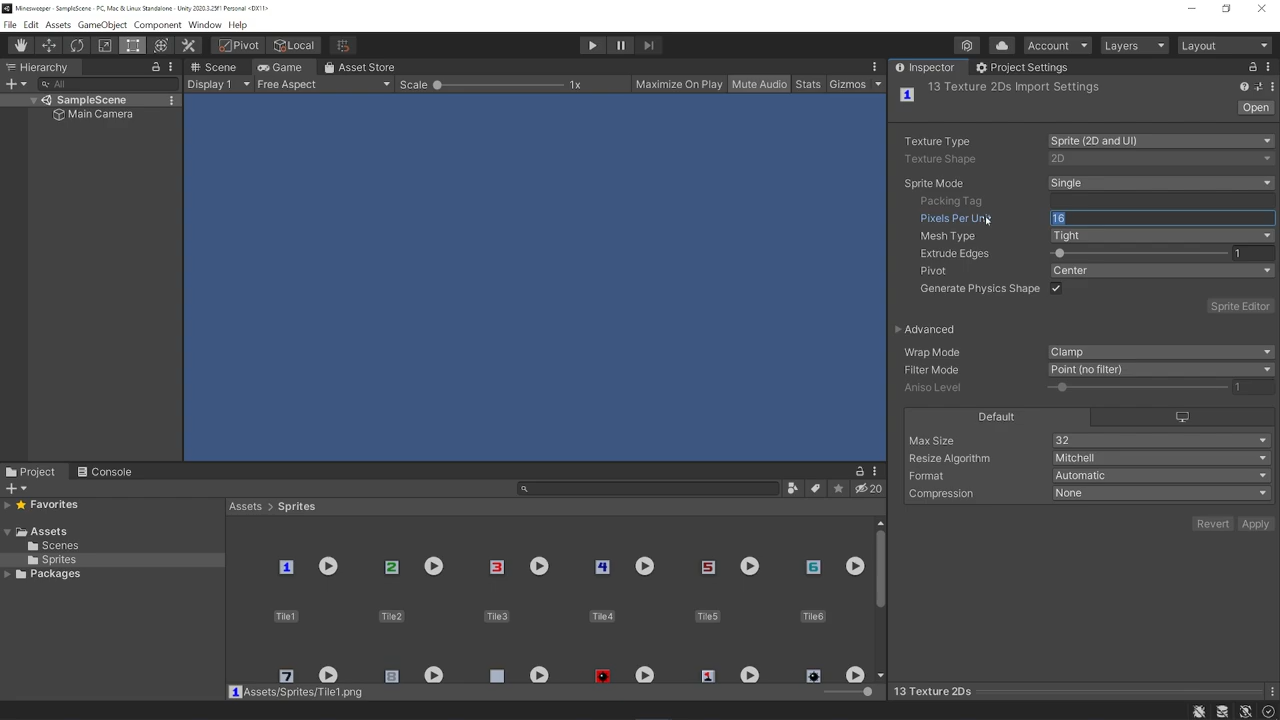 Minesweeper - SampleScene - PC, Mac & Linux Standalone - Unity 2020.3.25f1 Personal <DX11>
File Edit Assets GameObject Component Window Help
Pivot Local Account Layers Layout
Hierarchy
Scene Game Asset Store
Inspector Project Settings
All
Display 1 Free Aspect Scale 1x Maximize On Play Mute Audio Stats Gizmos
SampleScene
Main Camera
13 Texture 2Ds Import Settings
Open
Texture Type Sprite (2D and UI)
Texture Shape 2D
Sprite Mode Single
Packing Tag
Pixels Per Unit 16
Mesh Type Tight
Extrude Edges 1
Pivot Center
Generate Physics Shape
Sprite Editor
Advanced
Wrap Mode Clamp
Filter Mode Point (no filter)
Aniso Level 1
Default
Max Size 32
Resize Algorithm Mitchell
Format Automatic
Compression None
Revert Apply
Project Console
20
Favorites
Assets
Scenes
Sprites
Packages
Assets > Sprites
1 2 3 4 5 6
Tile1 Tile2 Tile3 Tile4 Tile5 Tile6
7 8 1
1 Assets/Sprites/Tile1.png
13 Texture 2Ds